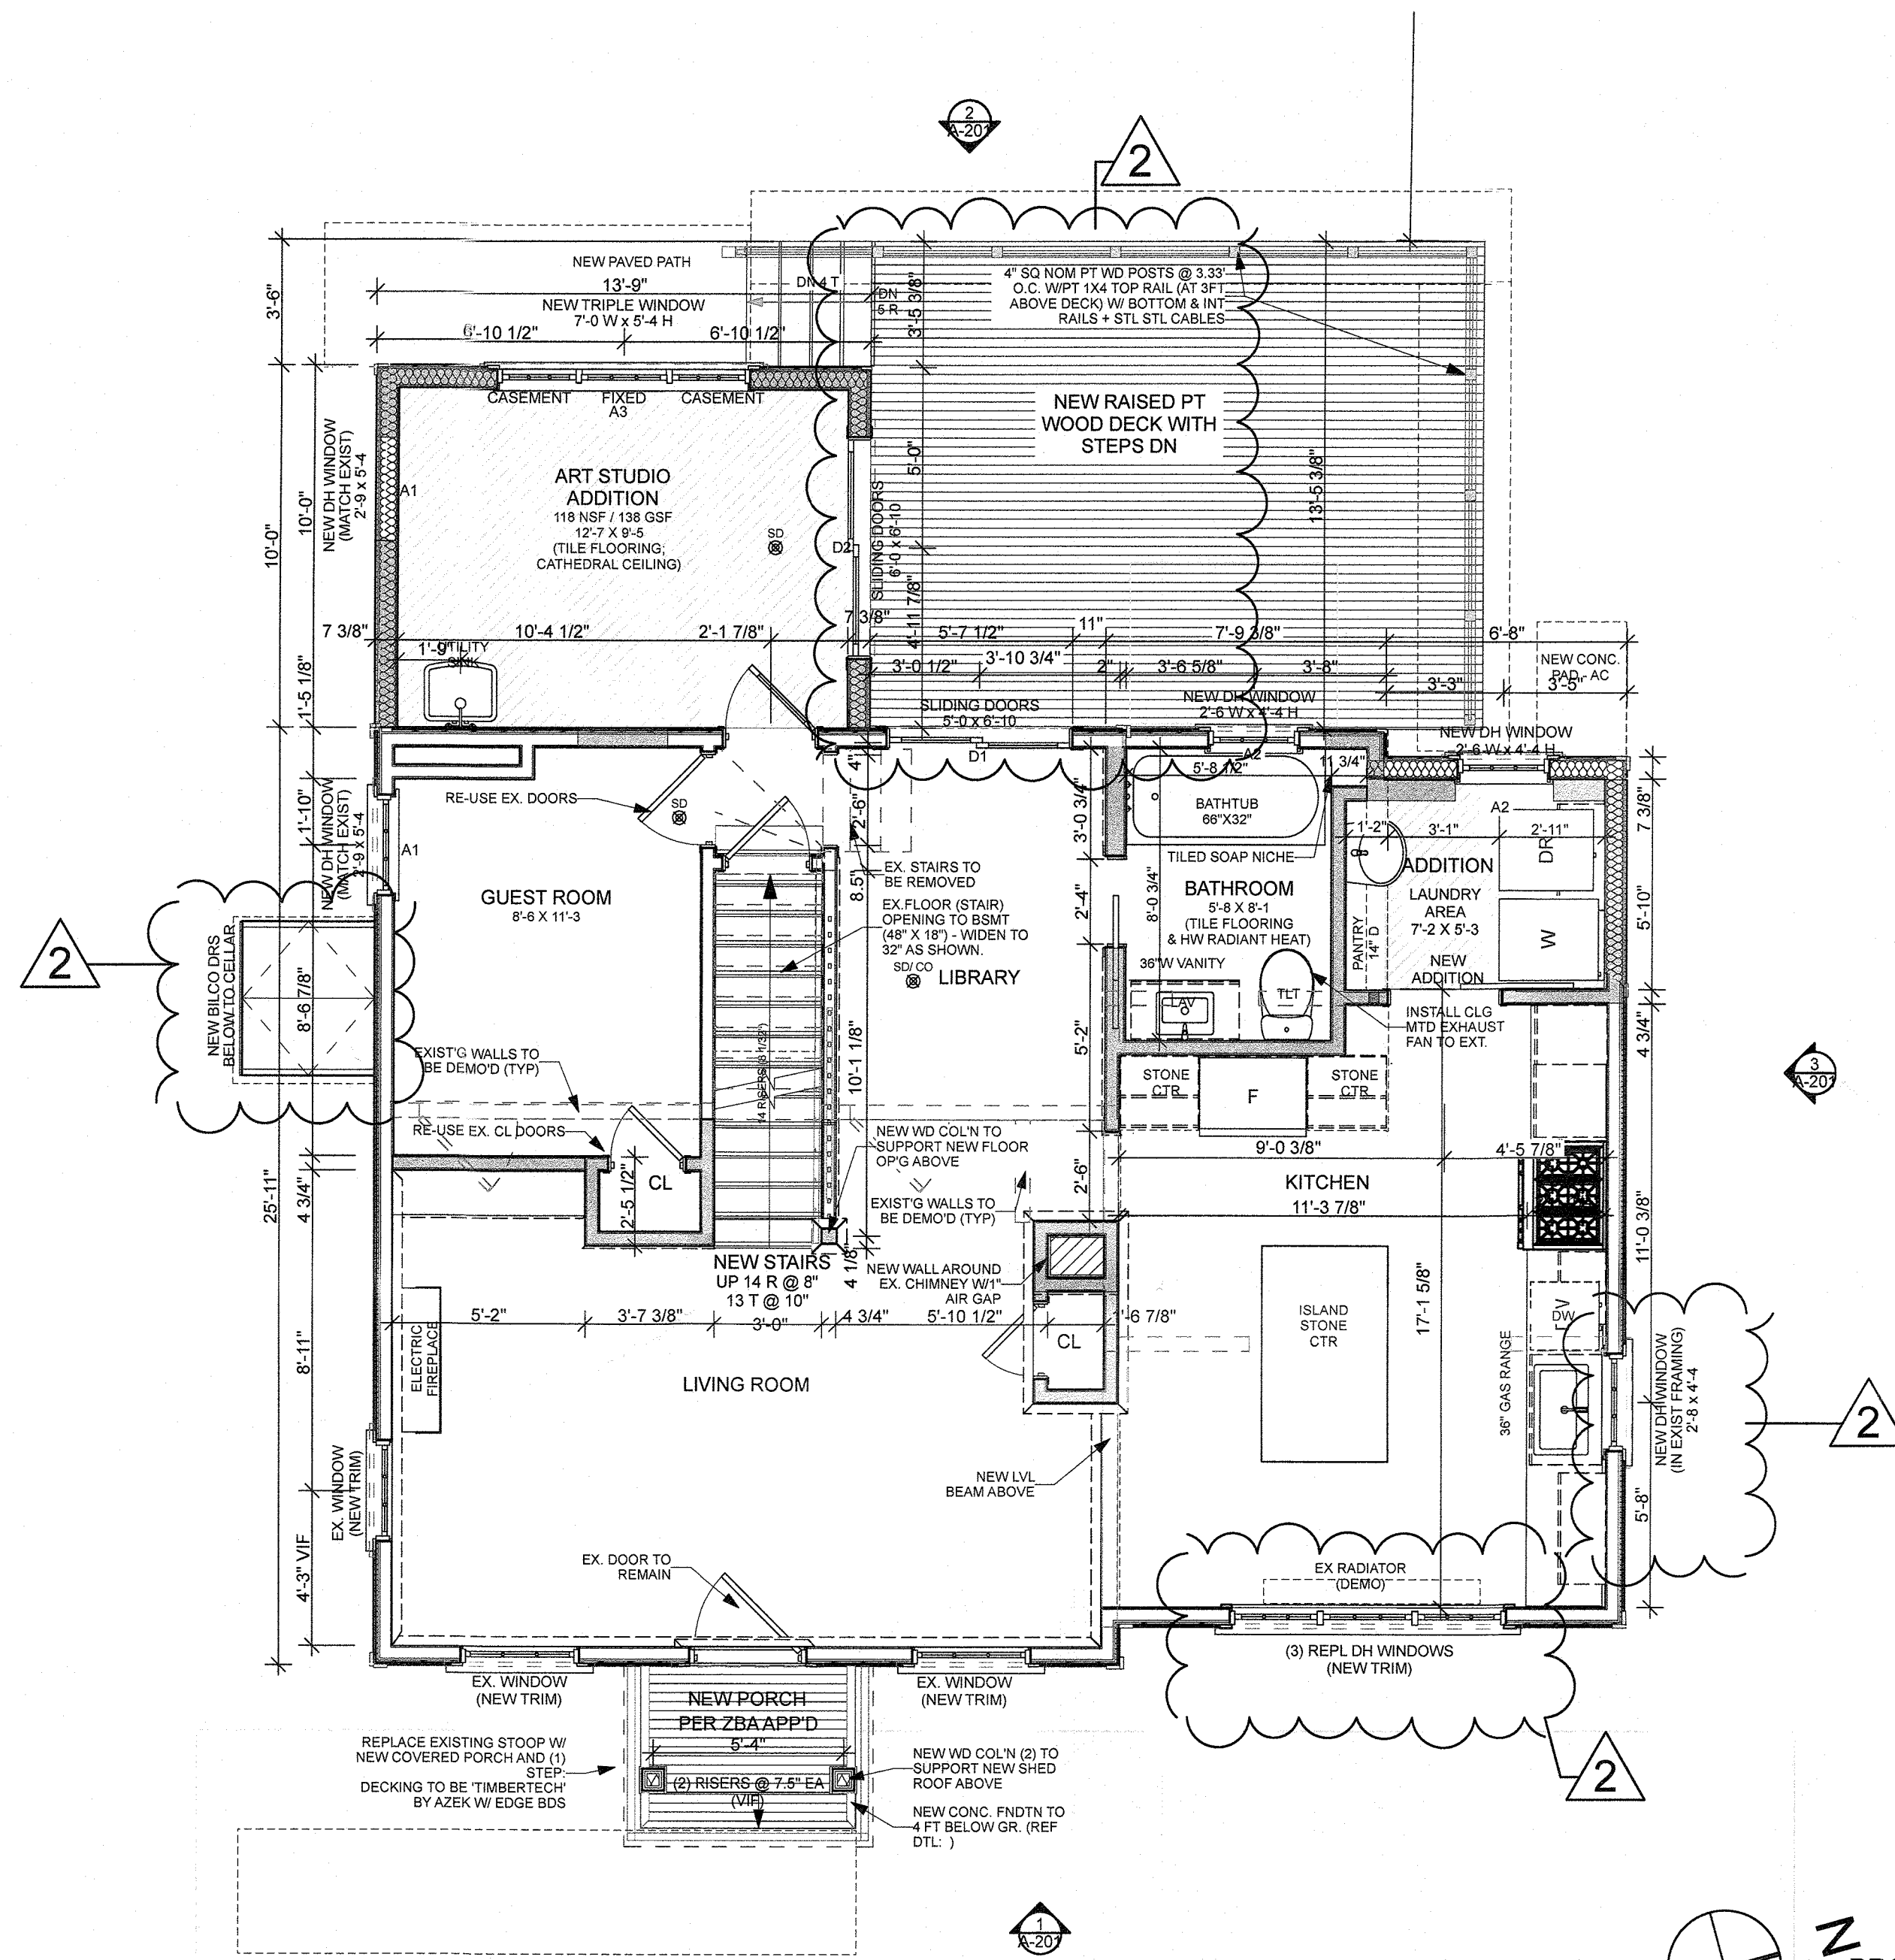 2
A-201
2
NEW PAVED PATH
13'-9"
NEW TRIPLE WINDOW
7'-0 W x 5'-4 H
6'-10 1/2"
6'-10 1/2"
3'-6"
DN 4 T
DN
5 R
3'-5 3/8"
4" SQ NOM PT WD POSTS @ 3.33'
O.C. W/PT 1X4 TOP RAIL (AT 3FT
ABOVE DECK) W/ BOTTOM & INT
RAILS + STL STL CABLES
CASEMENT
FIXED
A3
CASEMENT
NEW RAISED PT
WOOD DECK WITH
STEPS DN
NEW DH WINDOW
(MATCH EXIST)
2'-9 x 5'-4
A1
10'-0"
10'-0"
ART STUDIO
ADDITION
118 NSF / 138 GSF
12'-7 X 9'-5
(TILE FLOORING;
CATHEDRAL CEILING)
SD
D2
SLIDING DOORS
6'-0 x 6'-10
5'-0"
4'-11 7/8"
13'-5 3/8"
7 3/8"
10'-4 1/2"
2'-1 7/8"
7 3/8"
5'-7 1/2"
11"
7'-9 3/8"
6'-8"
1'-9"
UTILITY
SINK
3'-0 1/2"
3'-10 3/4"
2"
3'-6 5/8"
3'-8"
3'-3"
3'-5"
NEW CONC.
PAD - AC
1'-5 1/8"
SLIDING DOORS
5'-0 x 6'-10
D1
NEW DH WINDOW
2'-6 W x 4'-4 H
A2
NEW DH WINDOW
2'-6 W x 4'-4 H
A2
1'-10"
NEW DH WINDOW
(MATCH EXIST)
2'-9 x 5'-4
A1
RE-USE EX. DOORS
SD
4"
2'-6"
3'-0 3/4"
5'-8 1/2"
11 3/4"
BATHTUB
66"X32"
TILED SOAP NICHE
1'-2"
3'-1"
2'-11"
7 3/8"
DR
ADDITION
LAUNDRY
AREA
7'-2 X 5'-3
NEW
ADDITION
W
PANTRY
14" D
5'-10"
GUEST ROOM
8'-6 X 11'-3
EX. STAIRS TO
BE REMOVED
8.5"
EX.FLOOR (STAIR)
OPENING TO BSMT
(48" X 18") - WIDEN TO
32" AS SHOWN.
SD/ CO
LIBRARY
2'-4"
8'-0 3/4"
BATHROOM
5'-8 X 8'-1
(TILE FLOORING
& HW RADIANT HEAT)
36"W VANITY
LAV
TLT
INSTALL CLG
MTD EXHAUST
FAN TO EXT.
2
NEW BILCO DRS
BELOW TO CELLAR
8'-6 7/8"
EXIST'G WALLS TO
BE DEMO'D (TYP)
RE-USE EX. CL DOORS
CL
2'-5 1/2"
10'-1 1/8"
5'-2"
STONE
CTR
F
STONE
CTR
4 3/4"
3
A-201
NEW WD COL'N TO
SUPPORT NEW FLOOR
OP'G ABOVE
2'-6"
9'-0 3/8"
4'-5 7/8"
KITCHEN
11'-3 7/8"
EXIST'G WALLS TO
BE DEMO'D (TYP)
25'-11"
4 3/4"
NEW STAIRS
UP 14 R @ 8"
13 T @ 10"
4 1/8"
NEW WALL AROUND
EX. CHIMNEY W/1"
AIR GAP
11'-0 3/8"
17'-1 5/8"
5'-2"
3'-7 3/8"
3'-0"
4 3/4"
5'-10 1/2"
6 7/8"
8'-11"
ELECTRIC
FIREPLACE
CL
ISLAND
STONE
CTR
DW
36" GAS RANGE
NEW DH WINDOW
(IN EXIST FRAMING)
2'-8 x 4'-4
2
LIVING ROOM
NEW LVL
BEAM ABOVE
EX. WINDOW
(NEW TRIM)
4'-3" VIF
5'-8"
EX. DOOR TO
REMAIN
EX RADIATOR
(DEMO)
(3) REPL DH WINDOWS
(NEW TRIM)
EX. WINDOW
(NEW TRIM)
EX. WINDOW
(NEW TRIM)
NEW PORCH
PER ZBA APP'D
5'-4"
(2) RISERS @ 7.5" EA
(VIF)
REPLACE EXISTING STOOP W/
NEW COVERED PORCH AND (1)
STEP:
DECKING TO BE 'TIMBERTECH'
BY AZEK W/ EDGE BDS
NEW WD COL'N (2) TO
SUPPORT NEW SHED
ROOF ABOVE
NEW CONC. FNDTN TO
4 FT BELOW GR. (REF
DTL: )
2
1
A-201
N